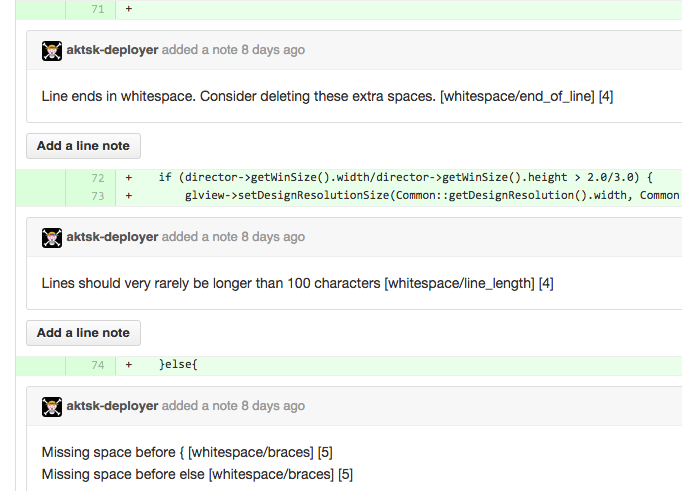 71 +
aktsk-deployer added a note 8 days ago
Line ends in whitespace. Consider deleting these extra spaces. [whitespace/end_of_line] [4]
Add a line note
72 + if (director->getWinSize().width/director->getWinSize().height > 2.0/3.0) {
73 + glview->setDesignResolutionSize(Common::getDesignResolution().width, Common
aktsk-deployer added a note 8 days ago
Lines should very rarely be longer than 100 characters [whitespace/line_length] [4]
Add a line note
74 + }else{
aktsk-deployer added a note 8 days ago
Missing space before { [whitespace/braces] [5]
Missing space before else [whitespace/braces] [5]